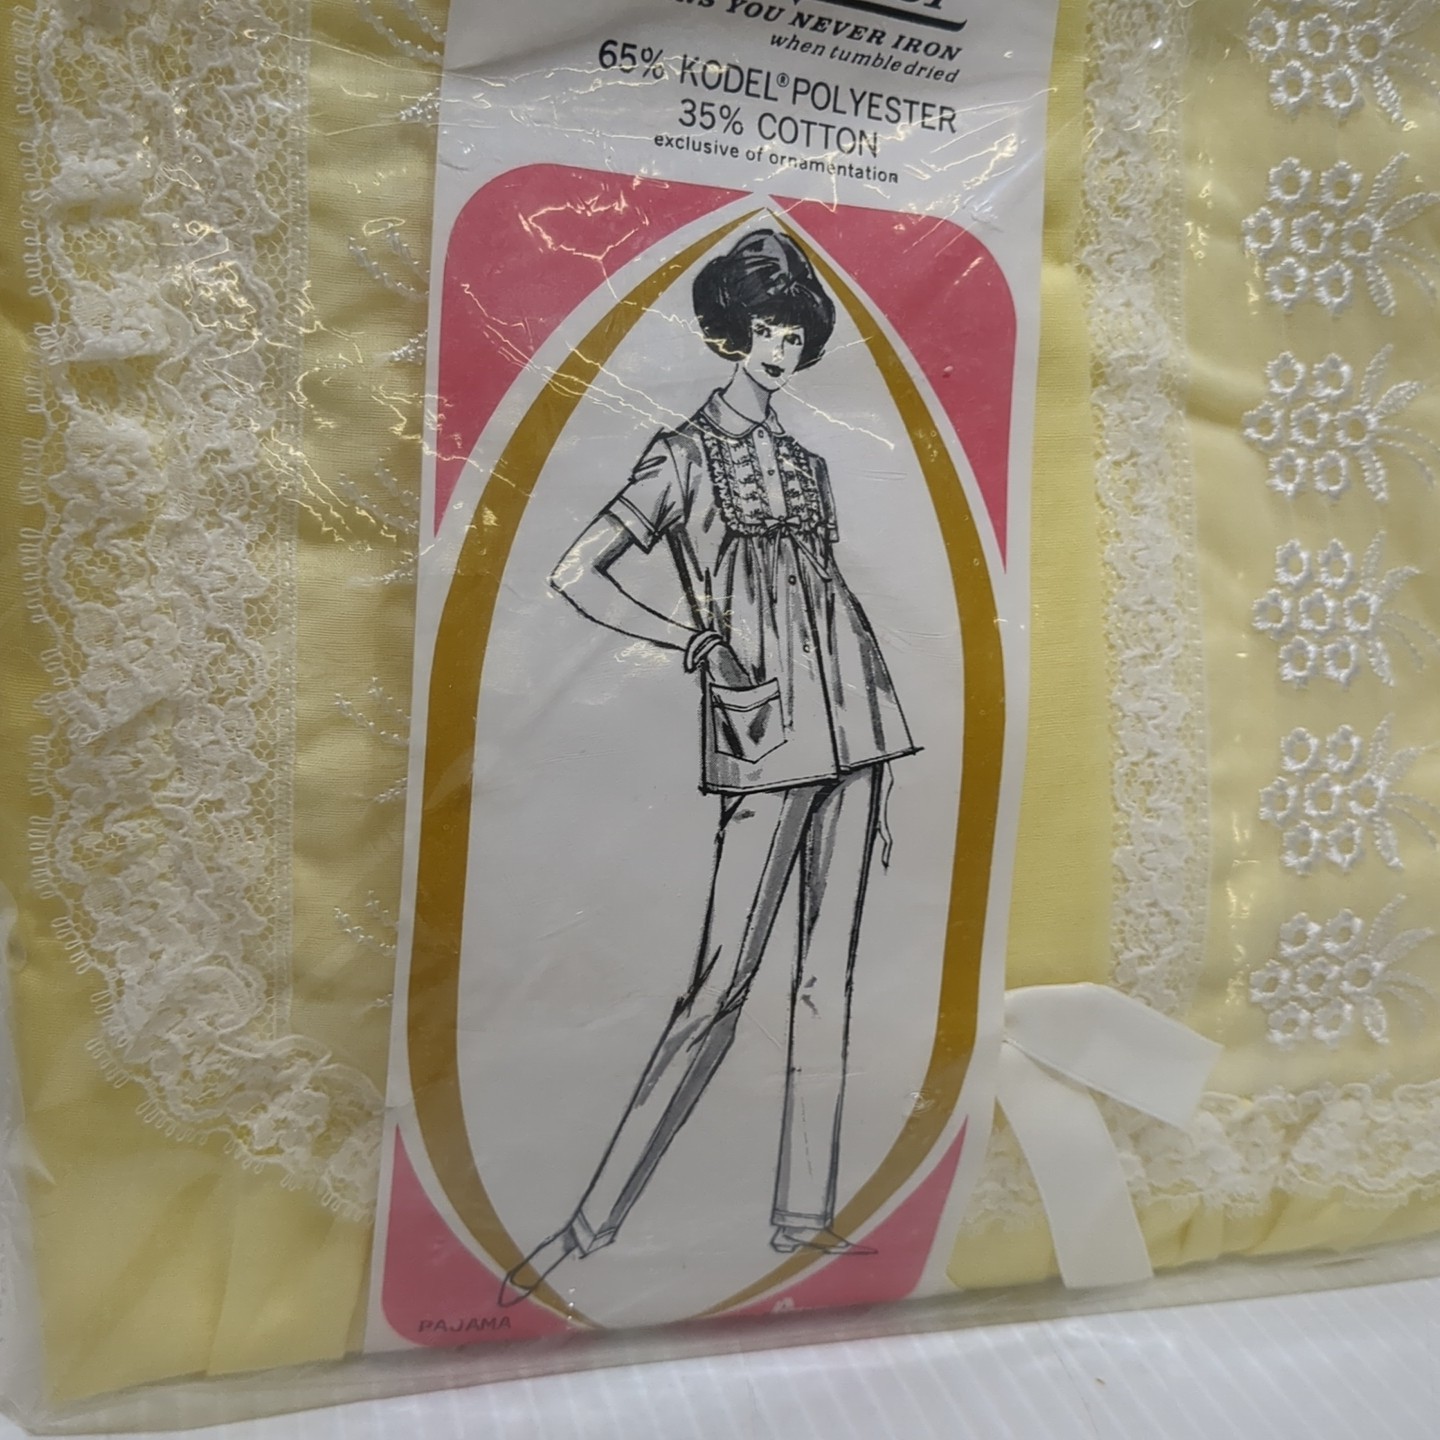 YOU NEVER IRON
when tumble dried
65% KODEL® POLYESTER
35% COTTON
exclusive of ornamentation
PAJAMA